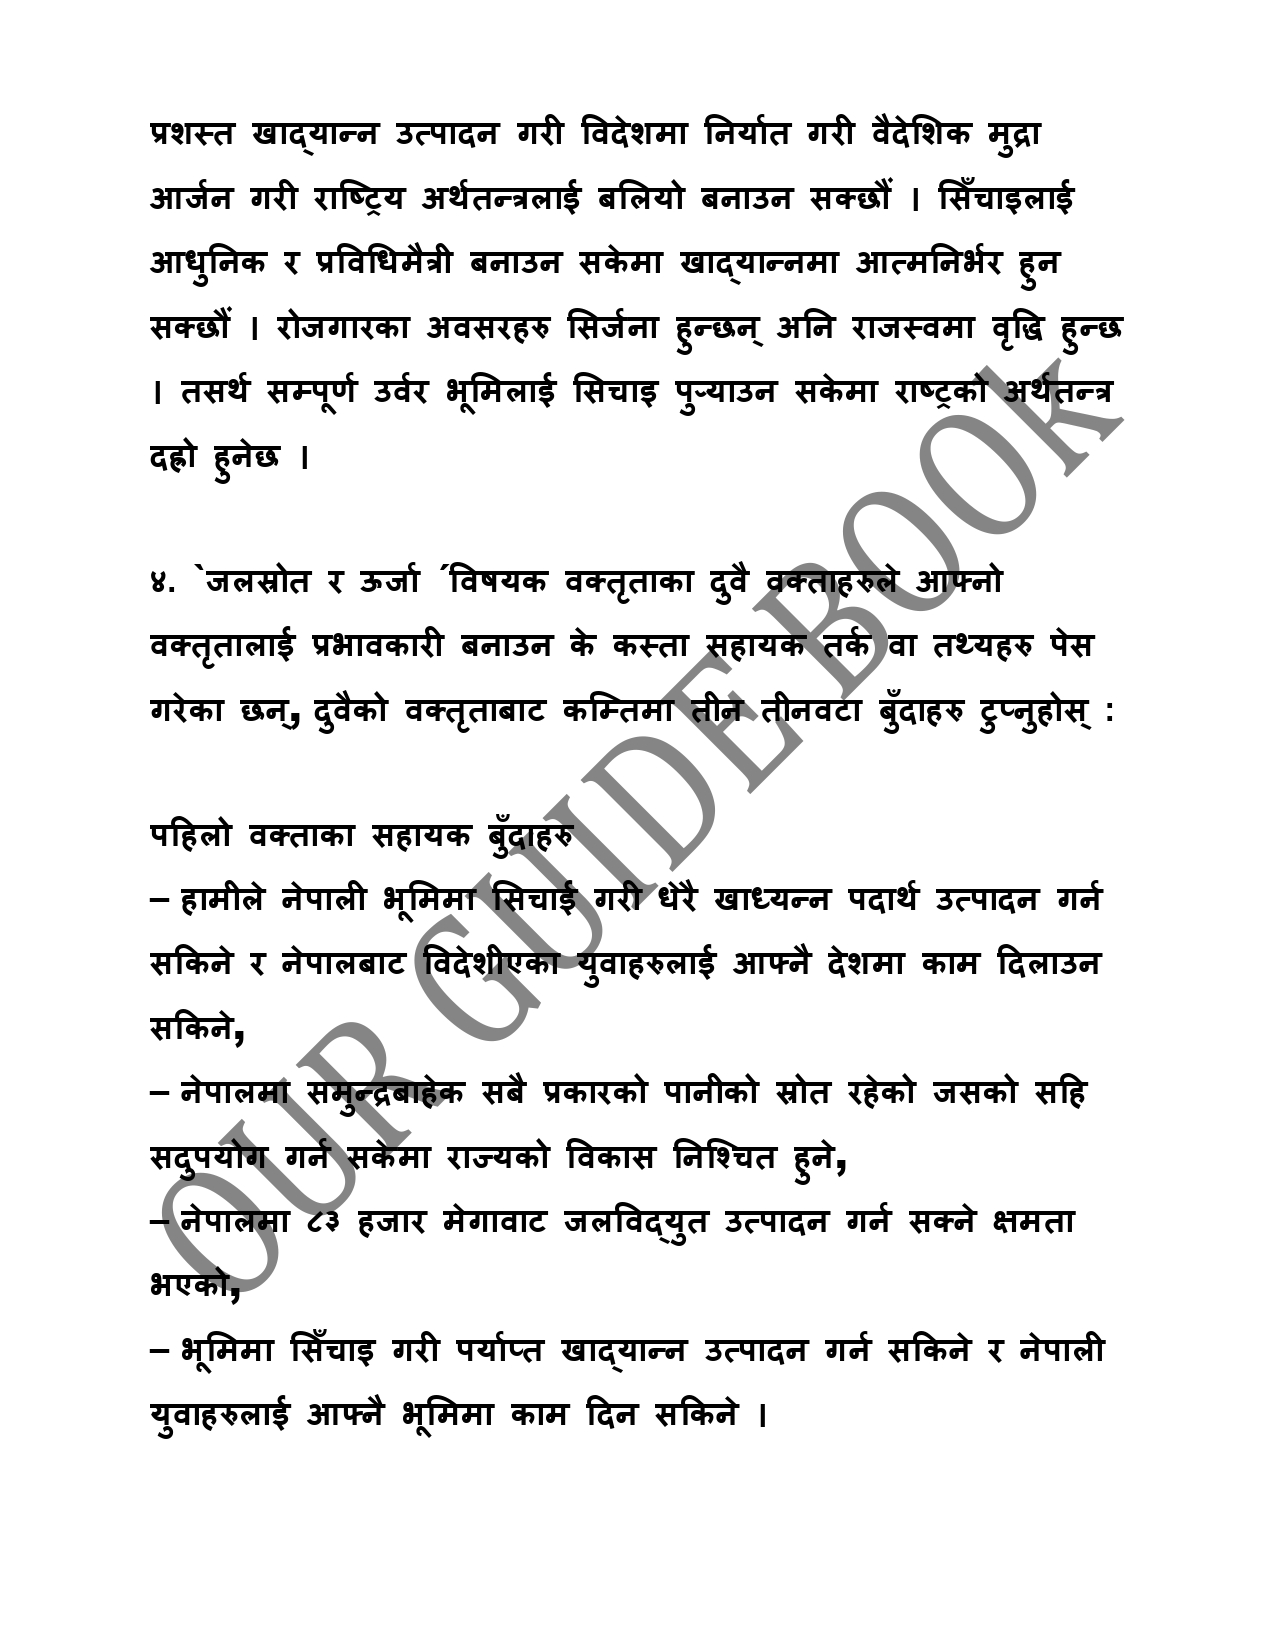 प्रशस्त खाद्यान्न उत्पादन गरी विदेशमा निर्यात गरी वैदेशिक मुद्रा
आर्जन गरी राष्ट्रिय अर्थतन्त्रलाई बलियो बनाउन सक्छौं । सिँचाइलाई
आधुनिक र प्रविधिमैत्री बनाउन सकेमा खाद्यान्नमा आत्मनिर्भर हुन
सक्छौं । रोजगारका अवसरहरु सिर्जना हुन्छन् अनि राजस्वमा वृद्धि हुन्छ
। तसर्थ सम्पूर्ण उर्वर भूमिलाई सिचाइ पुऱ्याउन सकेमा राष्ट्रको अर्थतन्त्र
दह्रो हुनेछ ।
४. `जलस्रोत र ऊर्जा ´विषयक वक्तृताका दुवै वक्ताहरुले आफ्नो
वक्तृतालाई प्रभावकारी बनाउन के कस्ता सहायक तर्क वा तथ्यहरु पेस
गरेका छन्, दुवैको वक्तृताबाट कम्तिमा तीन तीनवटा बुँदाहरु टुप्नुहोस् :
पहिलो वक्ताका सहायक बुँदाहरु
– हामीले नेपाली भूमिमा सिचाई गरी धेरै खाध्यन्न पदार्थ उत्पादन गर्न
सकिने र नेपालबाट विदेशीएका युवाहरुलाई आफ्नै देशमा काम दिलाउन
सकिने,
– नेपालमा समुन्द्रबाहेक सबै प्रकारको पानीको स्रोत रहेको जसको सहि
सदुपयोग गर्न सकेमा राज्यको विकास निश्चित हुने,
– नेपालमा ८३ हजार मेगावाट जलविद्युत उत्पादन गर्न सक्ने क्षमता
भएको,
– भूमिमा सिँचाइ गरी पर्याप्त खाद्यान्न उत्पादन गर्न सकिने र नेपाली
युवाहरुलाई आफ्नै भूमिमा काम दिन सकिने ।
OUR GUIDE BOOk